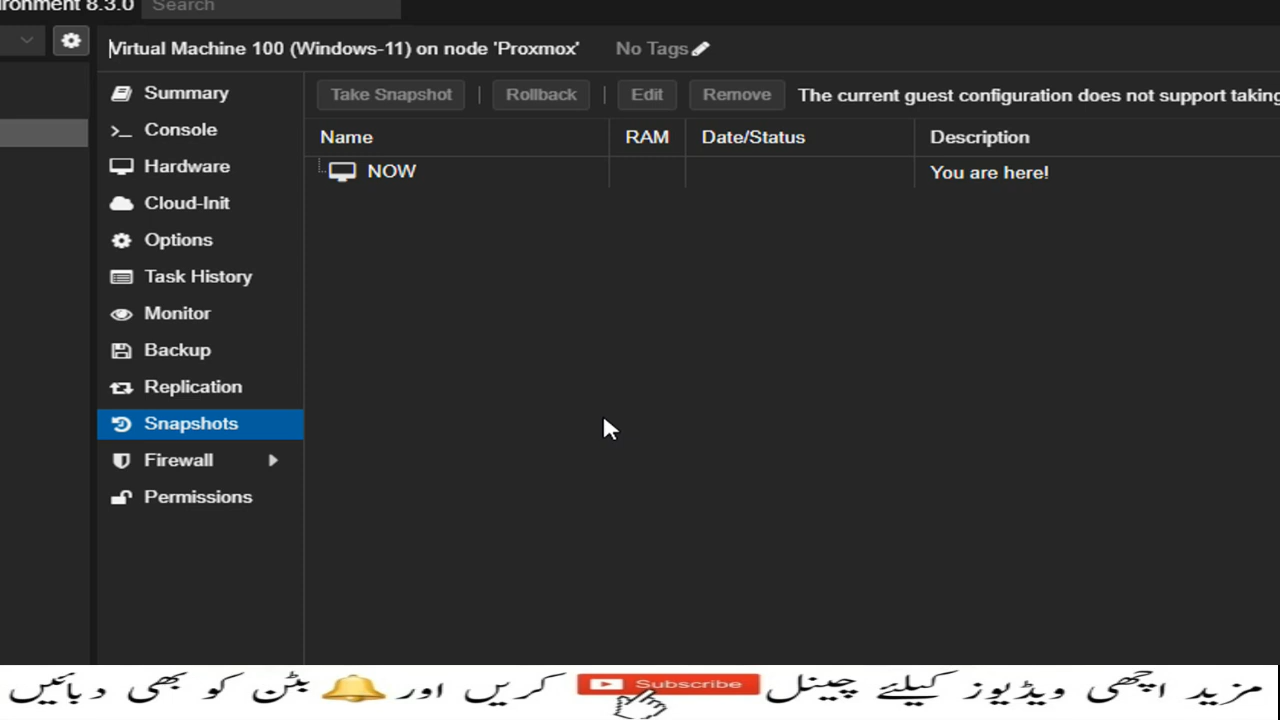 ironment 8.3.0 Search
Virtual Machine 100 (Windows-11) on node 'Proxmox' No Tags
Summary
Console
Hardware
Cloud-Init
Options
Task History
Monitor
Backup
Replication
Snapshots
Firewall
Permissions
Take Snapshot | Rollback | Edit Remove The current guest configuration does not support taking
Name RAM Date/Status Description
NOW You are here!
مزید اچھی ویڈیوز کیلئے چینل Subscribe کریں اور بٹن کو بھی دبائیں